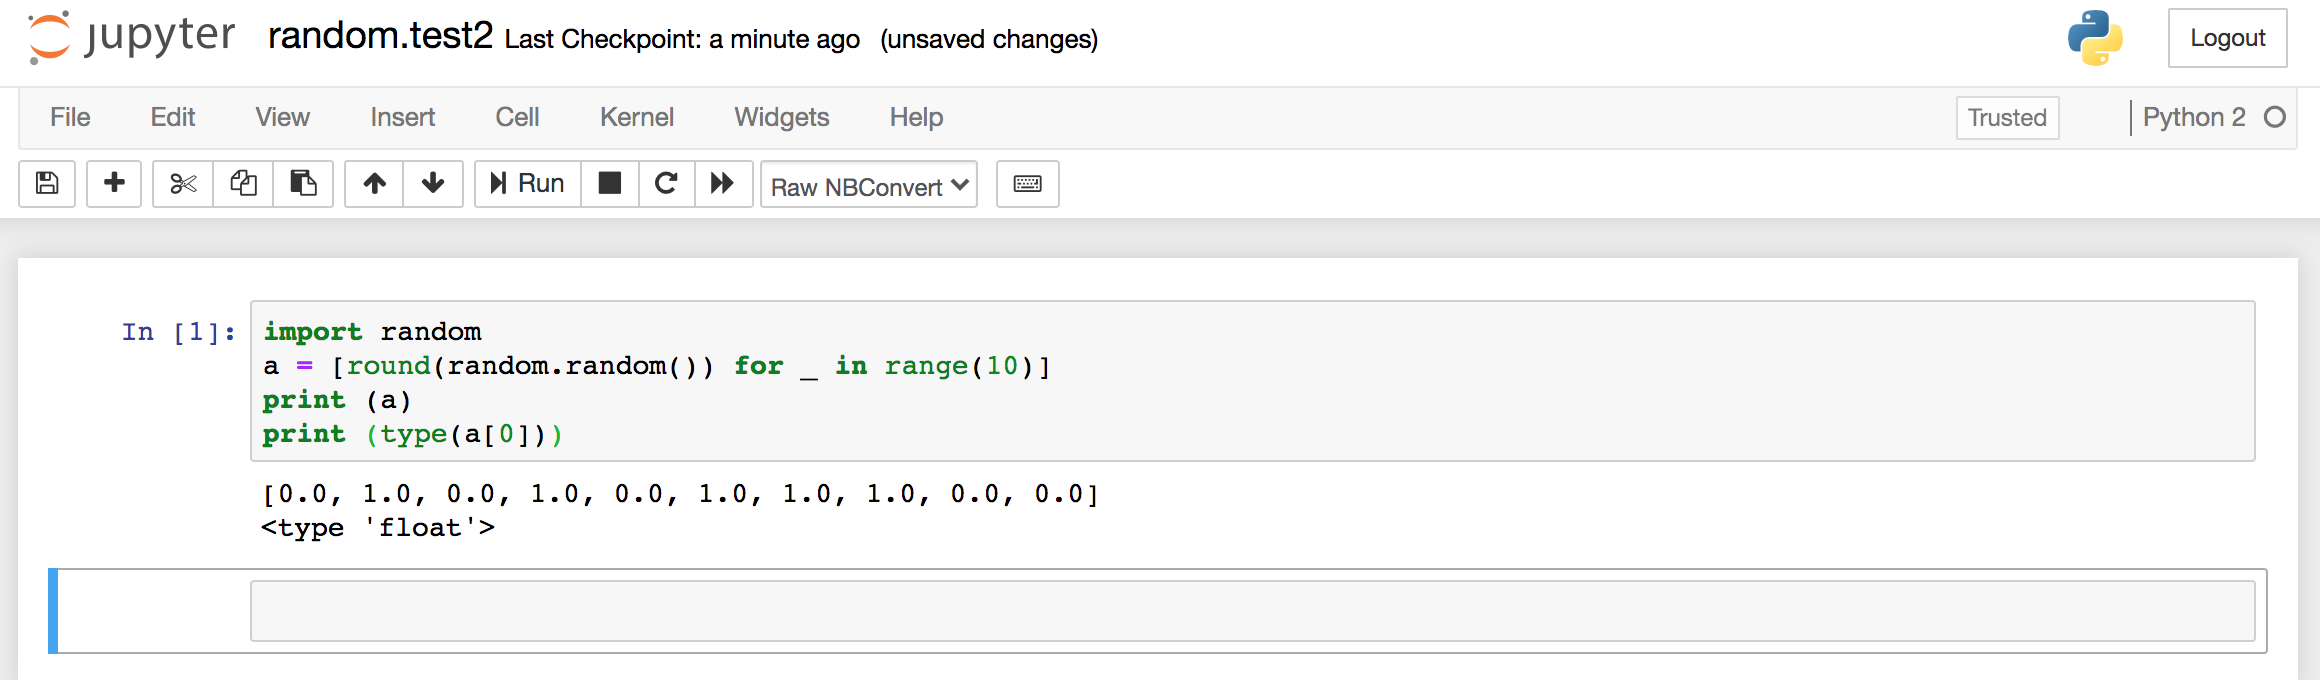 jupyter random.test2 Last Checkpoint: a minute ago (unsaved changes) Logout
File Edit View Insert Cell Kernel Widgets Help Trusted Python 2
Run Raw NBConvert
In [1]: import random
a = [round(random.random()) for _ in range(10)]
print (a)
print (type(a[0]))
[0.0, 1.0, 0.0, 1.0, 0.0, 1.0, 1.0, 1.0, 0.0, 0.0]
<type 'float'>